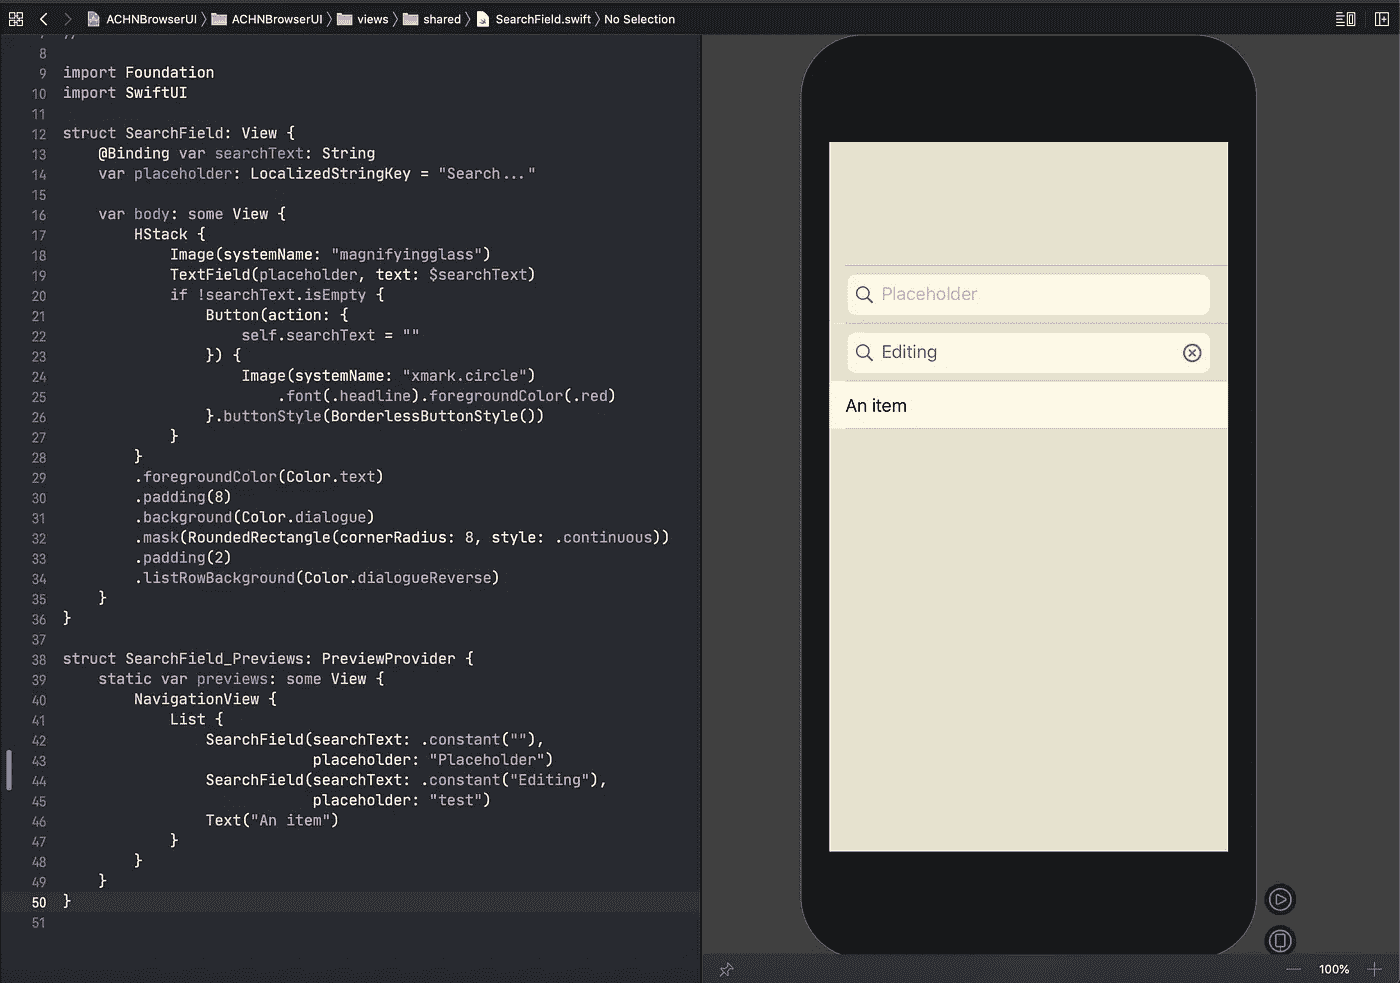 ACHNBrowserUI ACHNBrowserUI views shared SearchField.swift No Selection
//
8
9 import Foundation
10 import SwiftUI
11
12 struct SearchField: View {
13 @Binding var searchText: String
14 var placeholder: LocalizedStringKey = "Search..."
15
16 var body: some View {
17 HStack {
18 Image(systemName: "magnifyingglass")
19 TextField(placeholder, text: $searchText)
20 if !searchText.isEmpty {
21 Button(action: {
22 self.searchText = ""
23 }) {
24 Image(systemName: "xmark.circle")
25 .font(.headline).foregroundColor(.red)
26 }.buttonStyle(BorderlessButtonStyle())
27 }
28 }
29 .foregroundColor(Color.text)
30 .padding(8)
31 .background(Color.dialogue)
32 .mask(RoundedRectangle(cornerRadius: 8, style: .continuous))
33 .padding(2)
34 .listRowBackground(Color.dialogueReverse)
35 }
36 }
37
38 struct SearchField_Previews: PreviewProvider {
39 static var previews: some View {
40 NavigationView {
41 List {
42 SearchField(searchText: .constant(""),
43 placeholder: "Placeholder")
44 SearchField(searchText: .constant("Editing"),
45 placeholder: "test")
46 Text("An item")
47 }
48 }
49 }
50 }
51
Placeholder
Editing
An item
100%